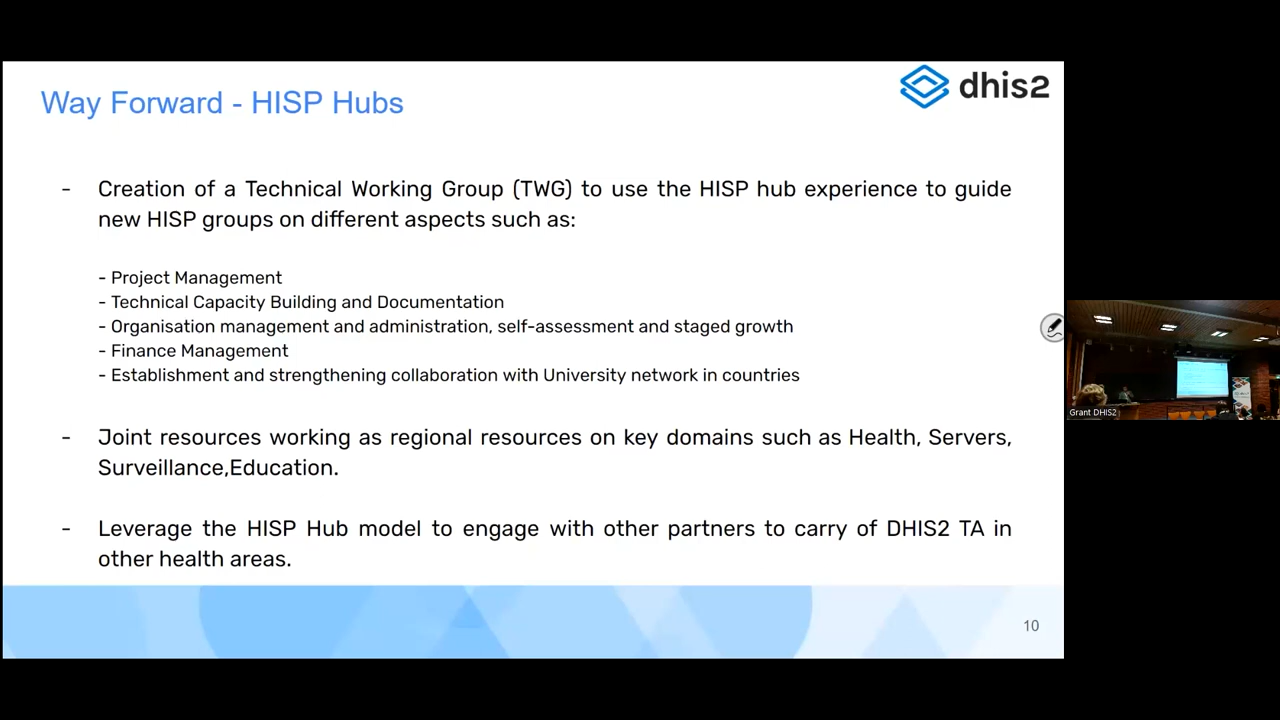 Way Forward - HISP Hubs
dhis2
- Creation of a Technical Working Group (TWG) to use the HISP hub experience to guide
new HISP groups on different aspects such as:
- Project Management
- Technical Capacity Building and Documentation
- Organisation management and administration, self-assessment and staged growth
- Finance Management
- Establishment and strengthening collaboration with University network in countries
- Joint resources working as regional resources on key domains such as Health, Servers,
Surveillance,Education.
- Leverage the HISP Hub model to engage with other partners to carry of DHIS2 TA in
other health areas.
10
Grant DHIS2